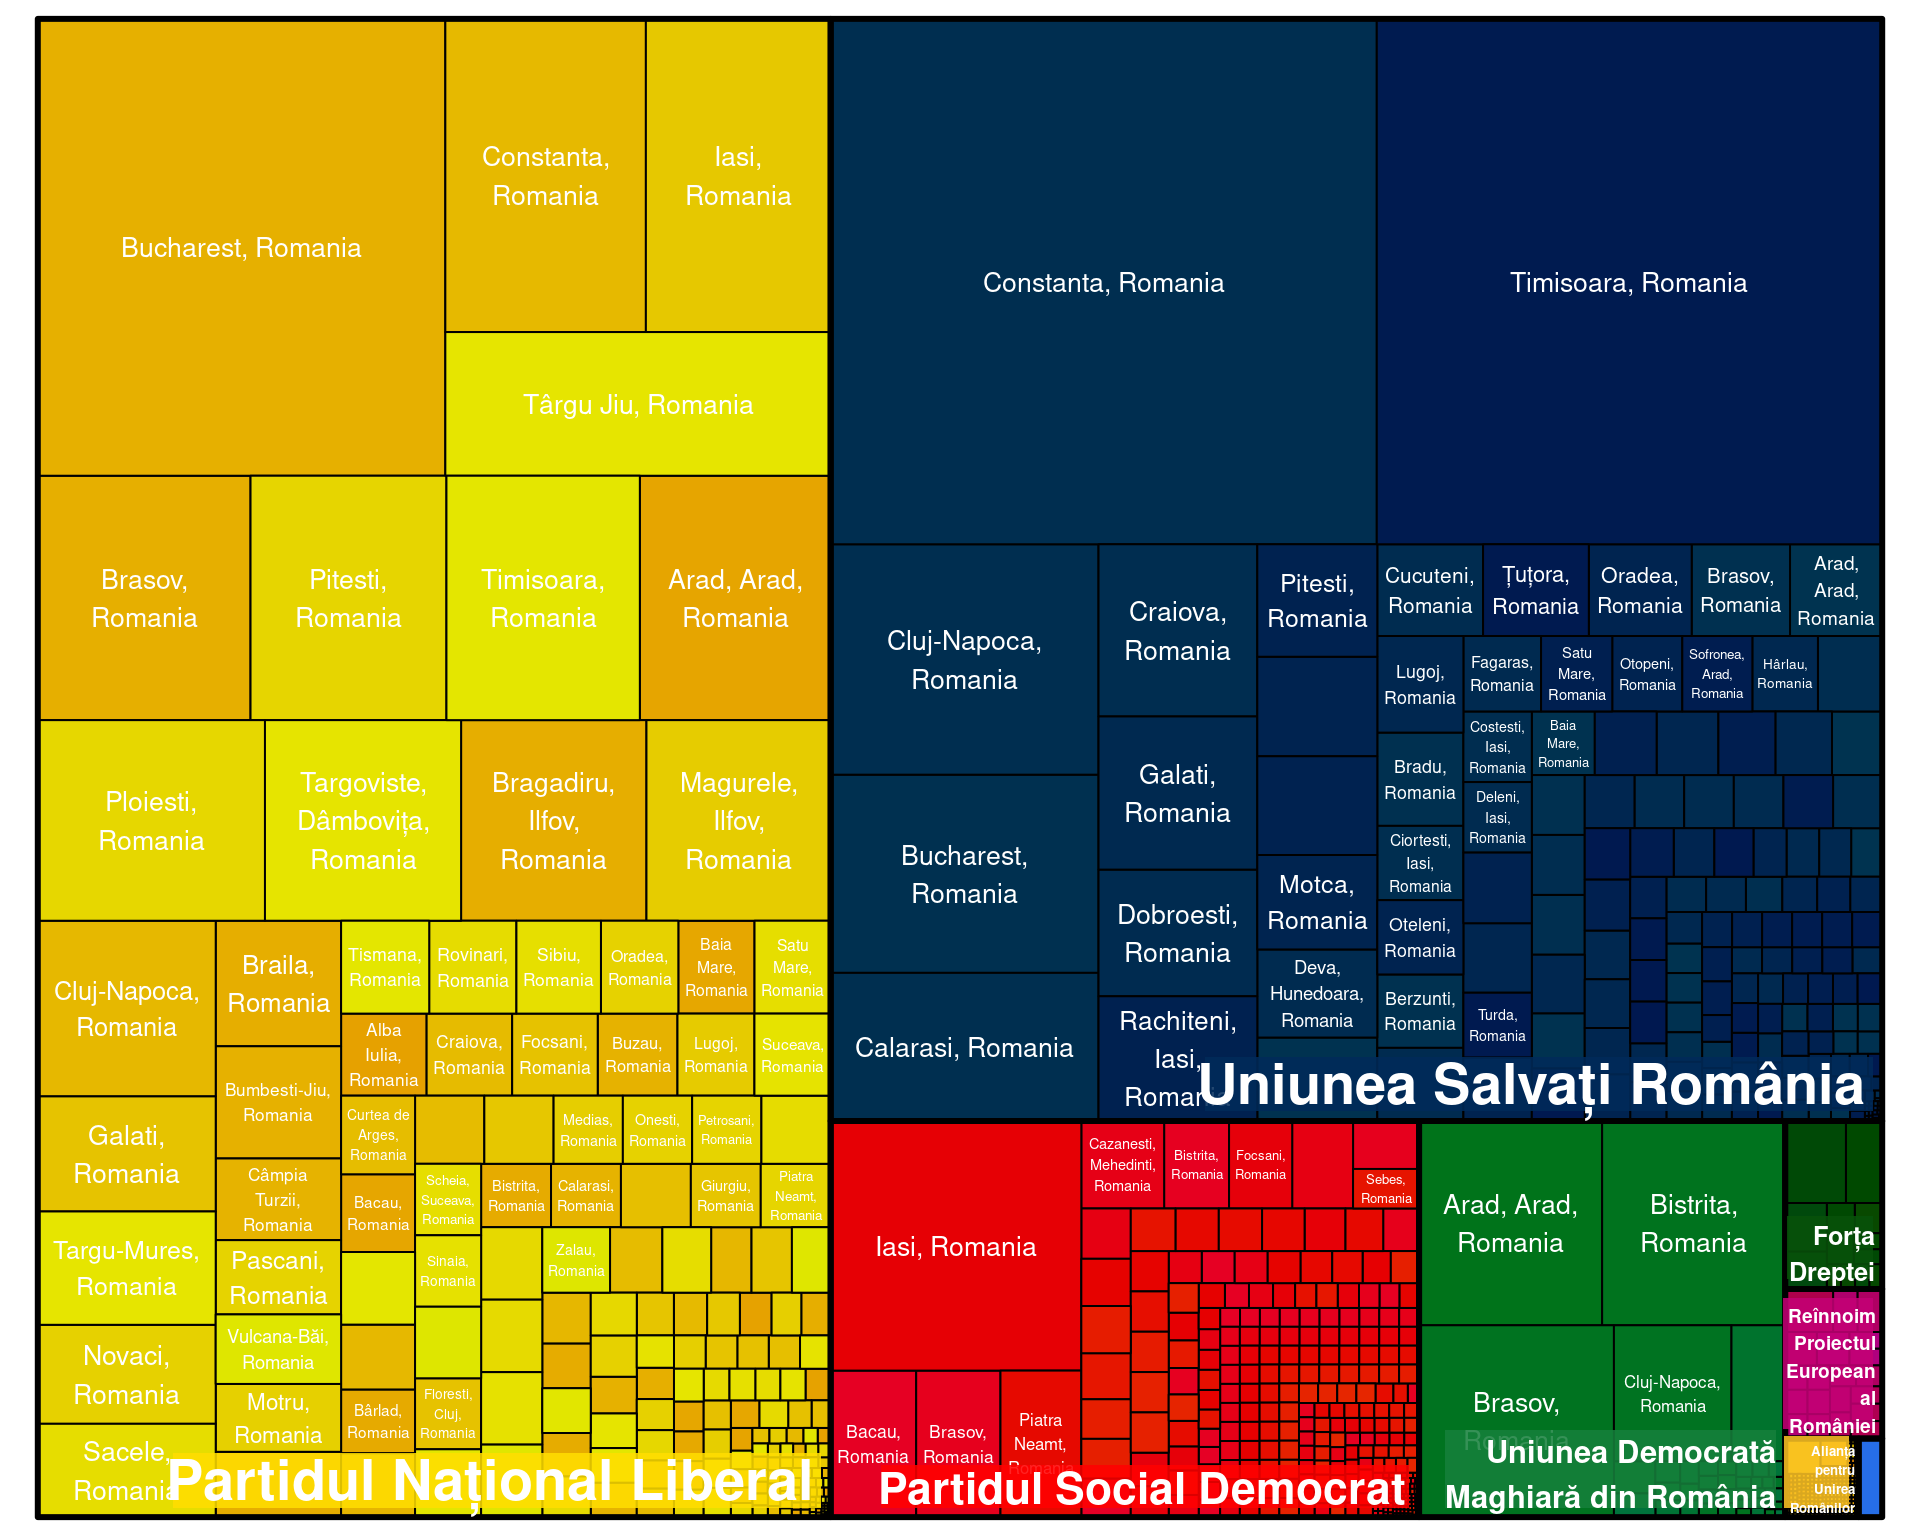 Bucharest, Romania
Constanta,
Romania
Iasi,
Romania
Târgu Jiu, Romania
Brasov,
Romania
Pitesti,
Romania
Timisoara,
Romania
Arad, Arad,
Romania
Ploiesti,
Romania
Targoviste,
Dâmbovița,
Romania
Bragadiru,
Ilfov,
Romania
Magurele,
Ilfov,
Romania
Cluj-Napoca,
Romania
Galati,
Romania
Targu-Mures,
Romania
Novaci,
Romania
Sacele,
Romania
Braila,
Romania
Bumbesti-Jiu,
Romania
Câmpia
Turzii,
Romania
Pascani,
Romania
Vulcana-Băi,
Romania
Motru,
Romania
Tismana,
Romania
Rovinari,
Romania
Sibiu,
Romania
Oradea,
Romania
Baia
Mare,
Romania
Satu
Mare,
Romania
Alba
Iulia,
Romania
Craiova,
Romania
Focsani,
Romania
Buzau,
Romania
Lugoj,
Romania
Suceava,
Romania
Curtea de
Arges,
Romania
Medias,
Romania
Onesti,
Romania
Petrosani,
Romania
Bacau,
Romania
Scheia,
Suceava,
Romania
Bistrita,
Romania
Calarasi,
Romania
Giurgiu,
Romania
Piatra
Neamt,
Romania
Sinaia,
Romania
Zalau,
Romania
Bârlad,
Romania
Floresti,
Cluj,
Romania
Partidul Național Liberal
Constanta, Romania
Timisoara, Romania
Cluj-Napoca,
Romania
Bucharest,
Romania
Calarasi, Romania
Craiova,
Romania
Galati,
Romania
Dobroesti,
Romania
Rachiteni,
Iasi,
Romania
Pitesti,
Romania
Motca,
Romania
Deva,
Hunedoara,
Romania
Cucuteni,
Romania
Țuțora,
Romania
Oradea,
Romania
Brasov,
Romania
Arad,
Arad,
Romania
Lugoj,
Romania
Bradu,
Romania
Ciortesti,
Iasi,
Romania
Oteleni,
Romania
Berzunti,
Romania
Fagaras,
Romania
Satu
Mare,
Romania
Otopeni,
Romania
Sofronea,
Arad,
Romania
Hârlau,
Romania
Costesti,
Iasi,
Romania
Baia
Mare,
Romania
Deleni,
Iasi,
Romania
Turda,
Romania
Uniunea Salvați România
Iasi, Romania
Bacau,
Romania
Brasov,
Romania
Piatra
Neamt,
Romania
Cazanesti,
Mehedinti,
Romania
Bistrita,
Romania
Focsani,
Romania
Sebes,
Romania
Partidul Social Democrat
Arad, Arad,
Romania
Bistrita,
Romania
Brasov,
Romania
Cluj-Napoca,
Romania
Uniunea Democrată
Maghiară din România
Forța
Dreptei
Reînnoim
Proiectul
European
al
României
Alianța
pentru
Unirea
Românilor